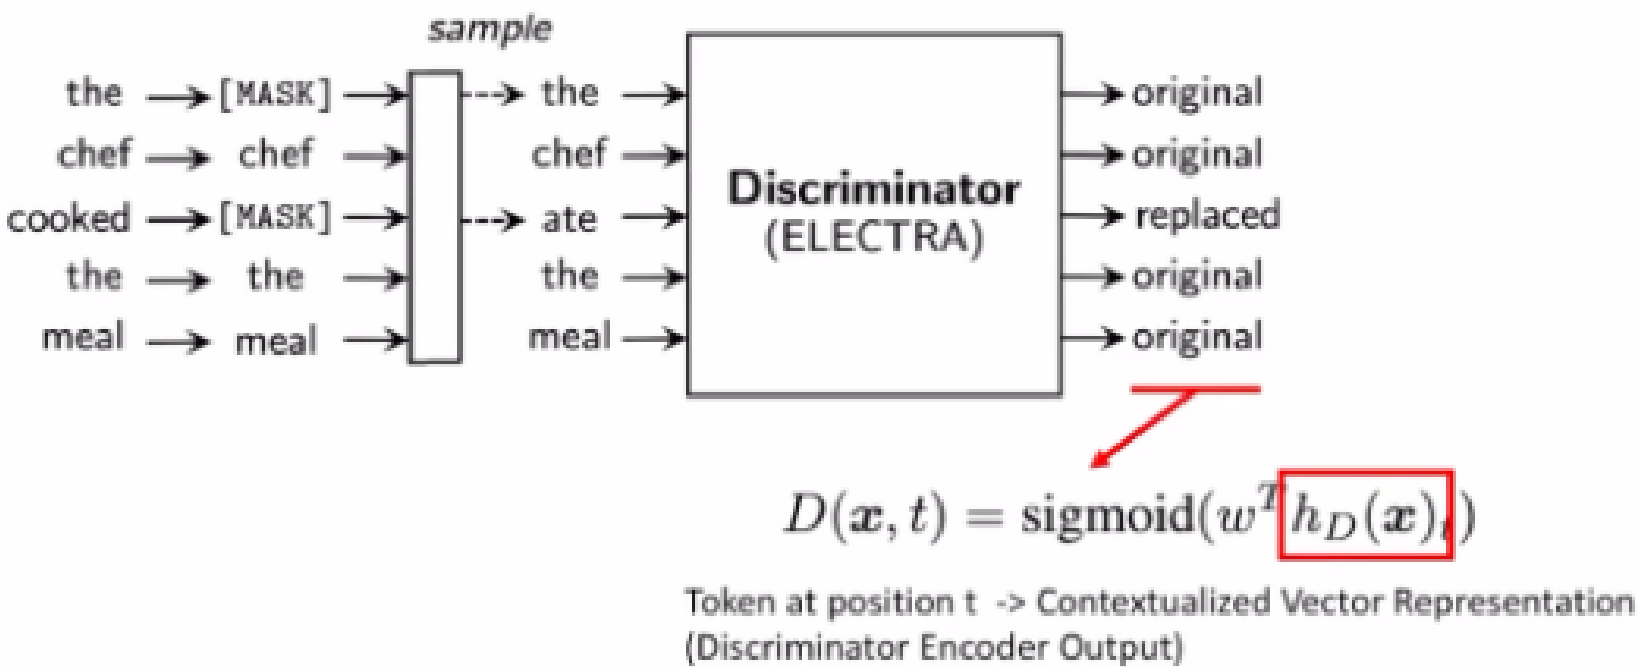 sample
the [MASK] the original
chef chef chef original
Discriminator
cooked [MASK] ate replaced
(ELECTRA)
the the the original
meal meal meal original
D(x, t) = sigmoid(w^T h_D(x)_t)
Token at position t -> Contextualized Vector Representation
(Discriminator Encoder Output)